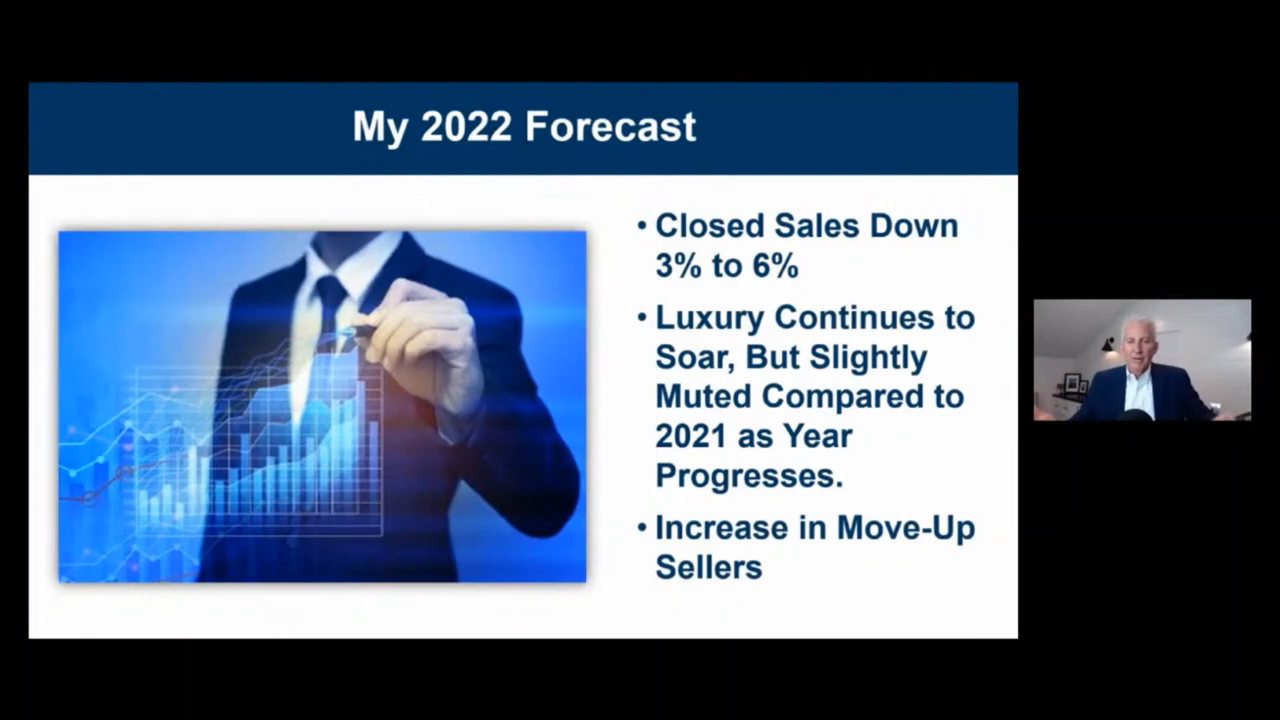 My 2022 Forecast
• Closed Sales Down
3% to 6%
• Luxury Continues to
Soar, But Slightly
Muted Compared to
2021 as Year
Progresses.
• Increase in Move-Up
Sellers